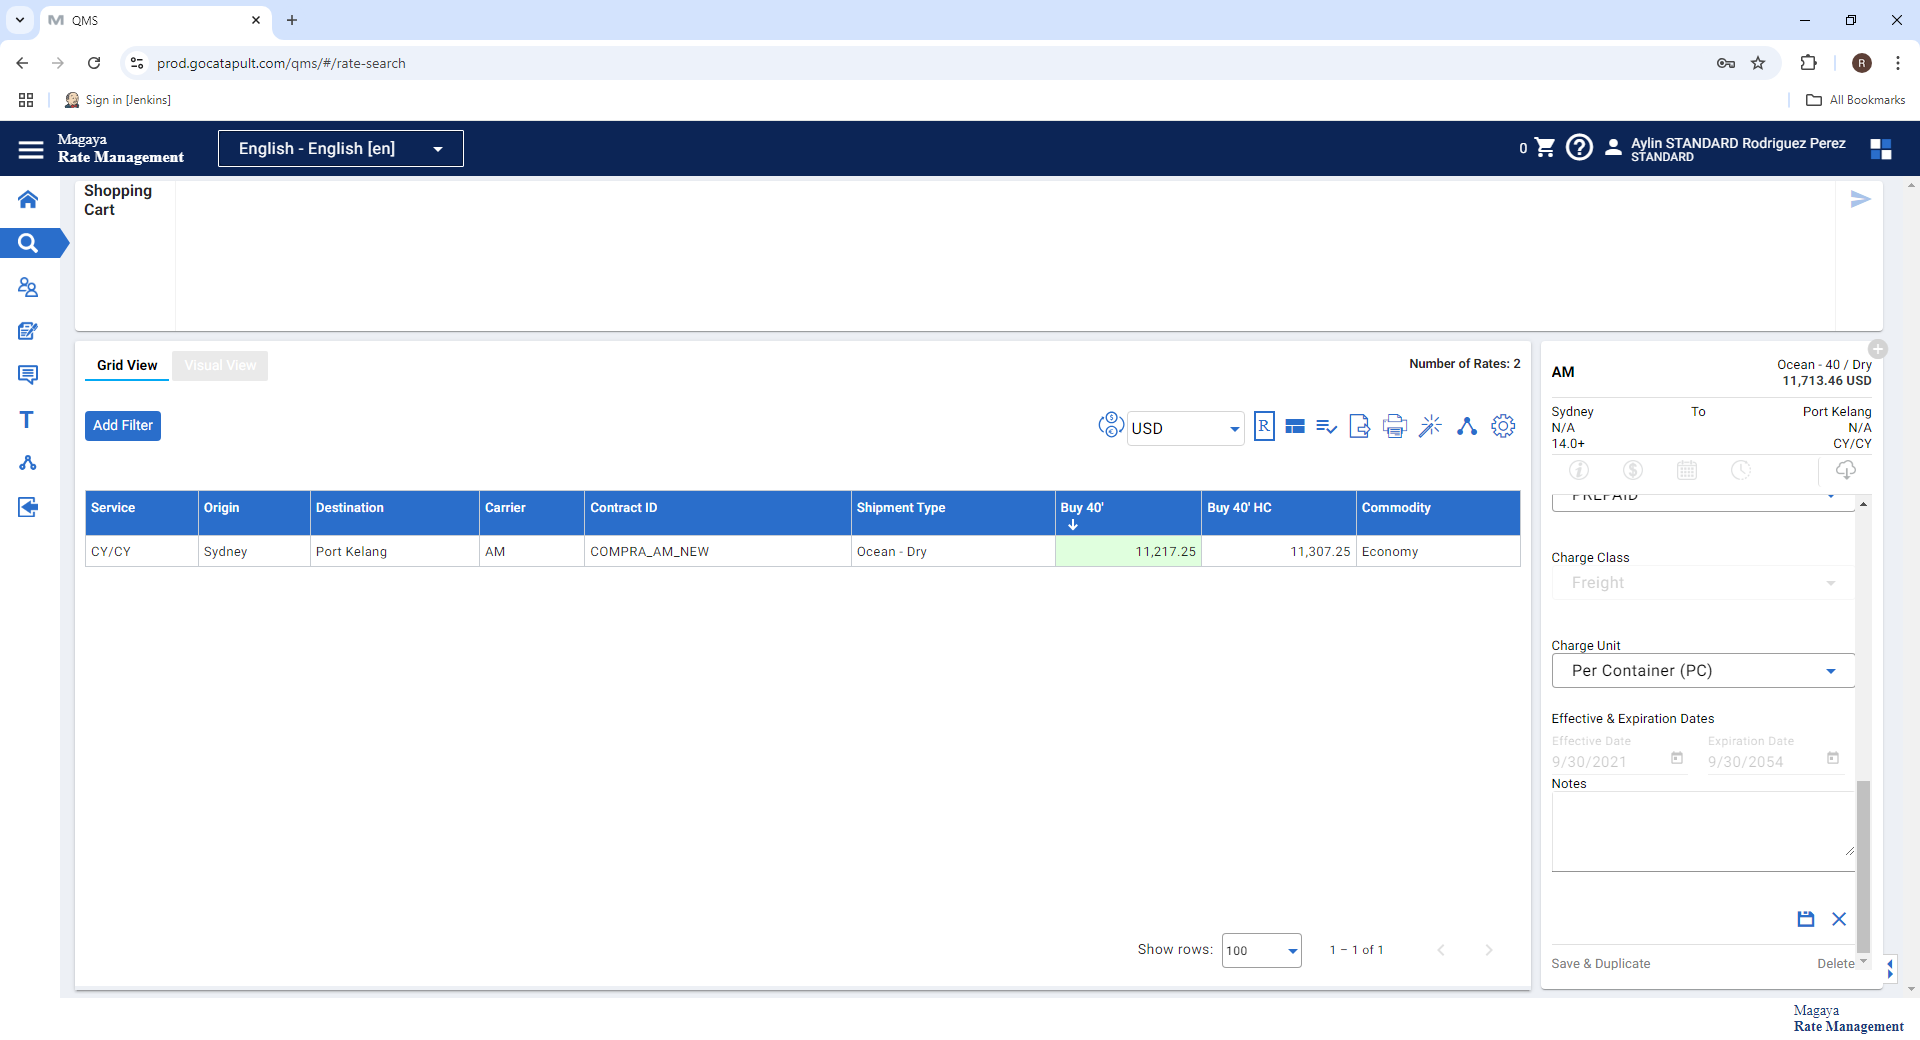 QMS
prod.gocatapult.com/qms/#/rate-search
R
Sign in [Jenkins]
All Bookmarks
Magaya
Rate Management
English - English [en]
0
Aylin STANDARD Rodriguez Perez
STANDARD
Shopping
Cart
Grid View
Visual View
Number of Rates: 2
Add Filter
USD
R
Service
Origin
Destination
Carrier
Contract ID
Shipment Type
Buy 40'
Buy 40' HC
Commodity
CY/CY
Sydney
Port Kelang
AM
COMPRA_AM_NEW
Ocean - Dry
11,217.25
11,307.25
Economy
Show rows:
100
1 – 1 of 1
AM
Ocean - 40 / Dry
11,713.46 USD
Sydney
To
Port Kelang
N/A
N/A
14.0+
CY/CY
PREPAID
Charge Class
Freight
Charge Unit
Per Container (PC)
Effective & Expiration Dates
Effective Date
Expiration Date
9/30/2021
9/30/2054
Notes
Save & Duplicate
Delete
Magaya
Rate Management